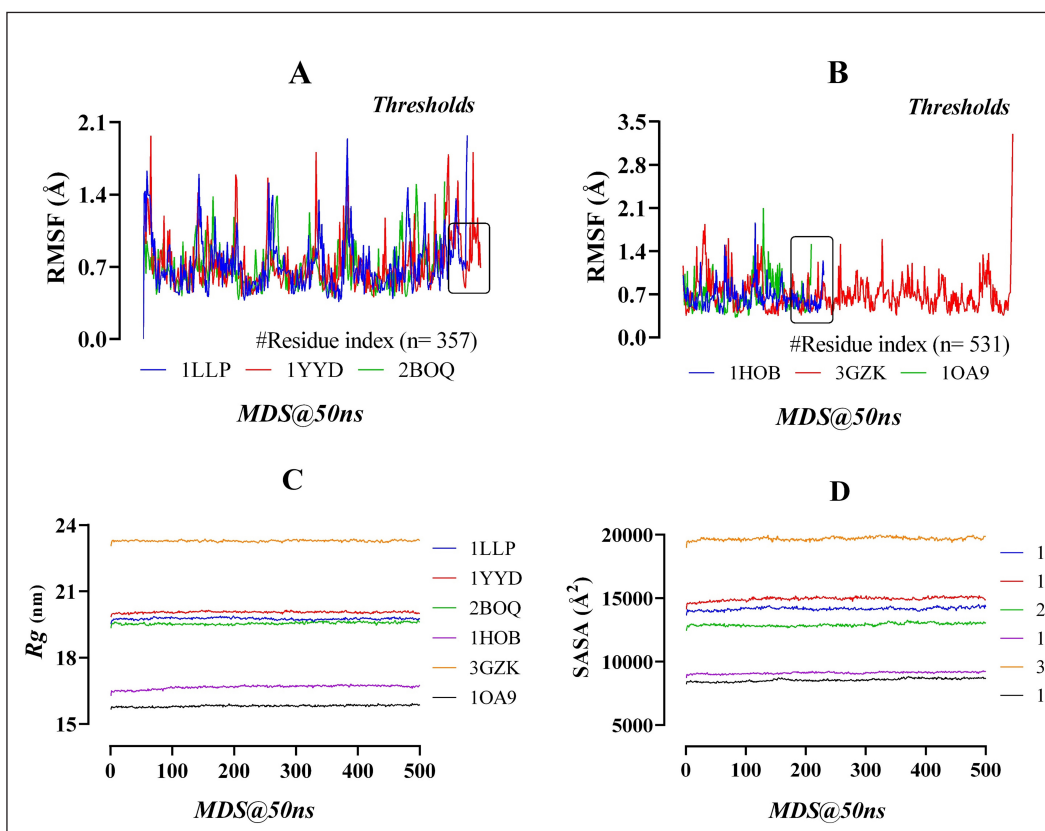 A
Thresholds
2.1
1.4
0.7
0.0
RMSF (Å)
#Residue index (n= 357)
1LLP 1YYD 2BOQ
MDS@50ns
B
Thresholds
3.5
2.8
2.1
1.4
0.7
0.0
RMSF (Å)
#Residue index (n= 531)
1HOB 3GZK 1OA9
MDS@50ns
C
24
21
18
15
Rg (nm)
1LLP
1YYD
2BOQ
1HOB
3GZK
1OA9
0 100 200 300 400 500
MDS@50ns
D
20000
15000
10000
5000
SASA (Å²)
1
1
2
1
3
1
0 100 200 300 400 500
MDS@50ns